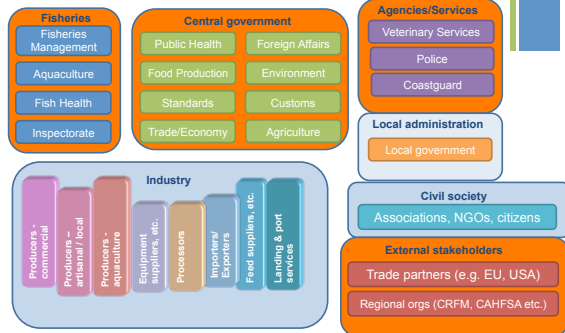 Fisheries
Fisheries
Management
Aquaculture
Fish Health
Inspectorate
Central government
Public Health
Foreign Affairs
Food Production
Environment
Standards
Customs
Trade/Economy
Agriculture
Agencies/Services
Veterinary Services
Police
Coastguard
Local administration
Local government
Industry
Producers -
commercial
Producers –
artisanal / local
Producers -
aquaculture
Equipment
suppliers, etc.
Processors
Importers/
Exporters
Feed suppliers, etc.
Landing & port
services
Civil society
Associations, NGOs, citizens
External stakeholders
Trade partners (e.g. EU, USA)
Regional orgs (CRFM, CAHFSA etc.)